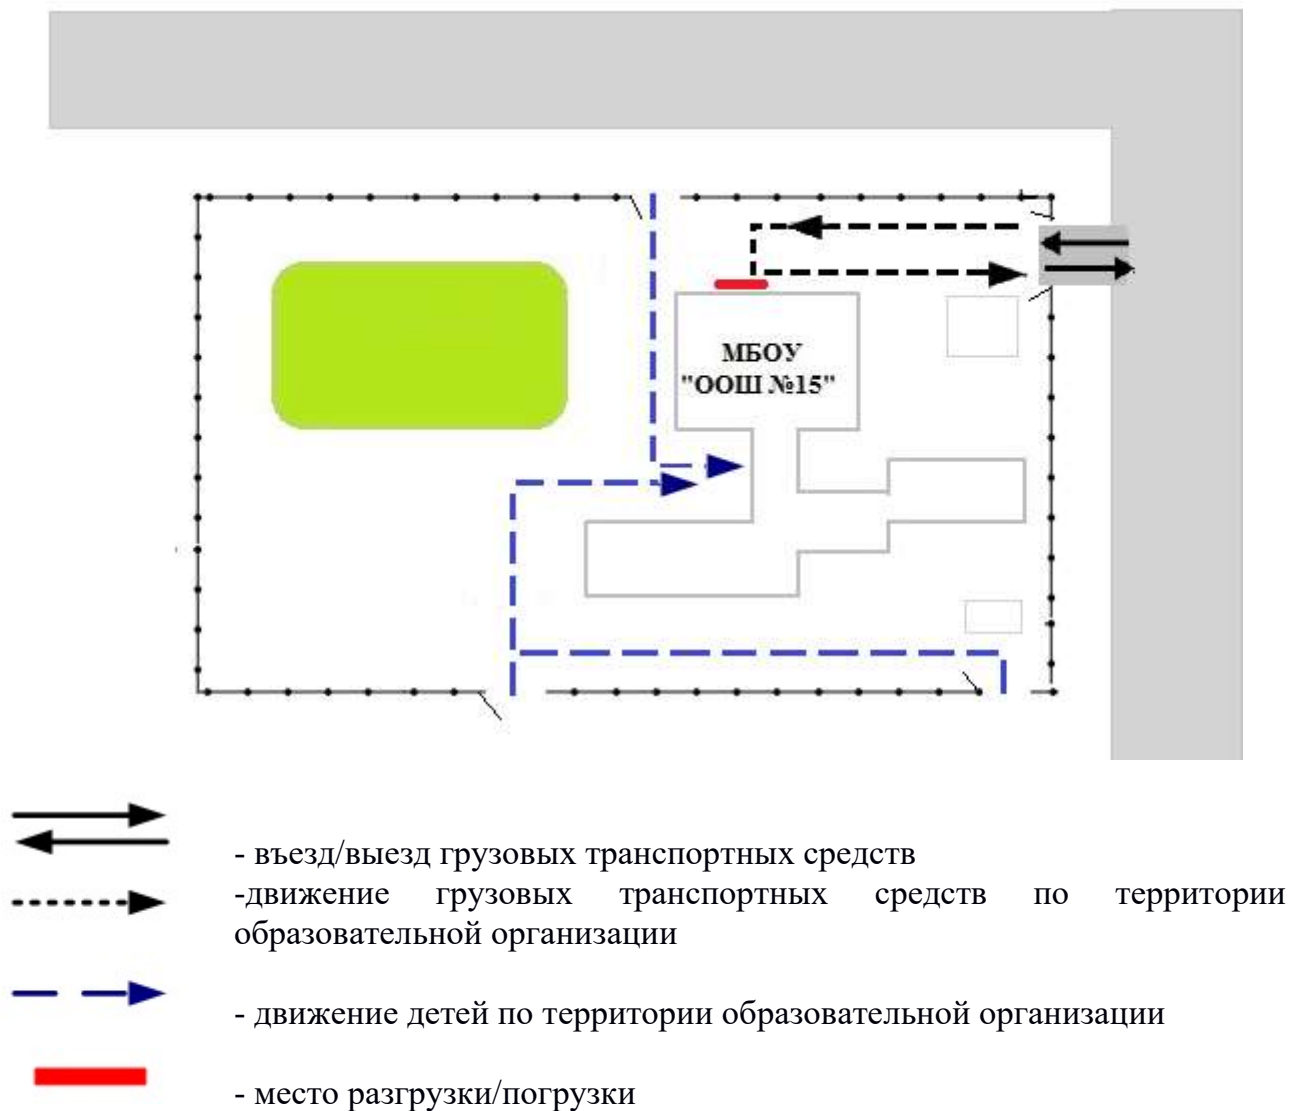 МБОУ
"ООШ №15"
- въезд/выезд грузовых транспортных средств
-движение грузовых транспортных средств по территории
образовательной организации
- движение детей по территории образовательной организации
- место разгрузки/погрузки